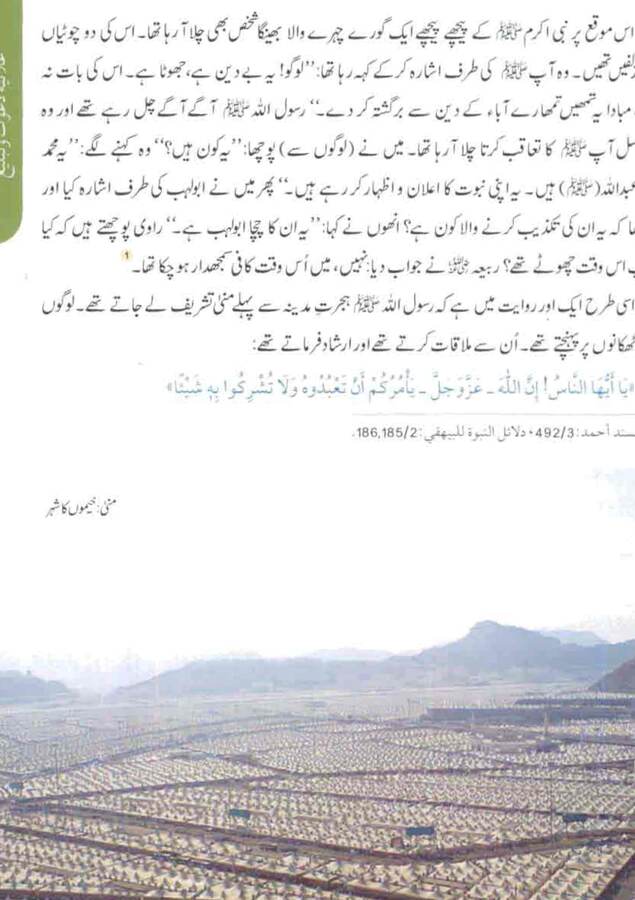 اس موقع پر نبی اکرم ﷺ کے پیچھے پیچھے ایک گورے چہرے والا بھینگا شخص بھی چلا آ رہا تھا۔ اس کی دو چوٹیاں
تھیں۔ وہ آپ ﷺ کی طرف اشارہ کر کے کہہ رہا تھا: ’’لوگو! یہ بے دین ہے، جھوٹا ہے۔ اس کی بات نہ
مبادا یہ تمھیں تمھارے آباء کے دین سے برگشتہ کر دے۔‘‘ رسول اللہ ﷺ آگے آگے چل رہے تھے اور وہ
آپ ﷺ کا تعاقب کرتا چلا آ رہا تھا۔ میں نے (لوگوں سے) پوچھا: ’’یہ کون ہیں؟‘‘ وہ کہنے لگے: ’’یہ محمد
عبداللہ (ﷺ) ہیں۔ یہ اپنی نبوت کا اعلان و اظہار کر رہے ہیں۔‘‘ پھر میں نے ابولہب کی طرف اشارہ کیا اور
کہ یہ ان کی تکذیب کرنے والا کون ہے؟ انھوں نے کہا: ’’یہ ان کا چچا ابولہب ہے۔‘‘ راوی پوچھتے ہیں کہ کیا
اس وقت چھوٹے تھے؟ ربیعہ رضی اللہ عنہ نے جواب دیا: نہیں، میں اُس وقت کافی سمجھدار ہو چکا تھا۔ 1
اسی طرح ایک اور روایت میں ہے کہ رسول اللہ ﷺ ہجرتِ مدینہ سے پہلے منیٰ تشریف لے جاتے تھے۔ لوگوں
ٹھکانوں پر پہنچتے تھے۔ اُن سے ملاقات کرتے تھے اور ارشاد فرماتے تھے:
«يَا أَيُّهَا النَّاسُ! إِنَّ اللّٰهَ ـ عَزَّوَجلَّ ـ يَأْمُرُكُمْ أَنْ تَعْبُدُوهُ وَلَا تُشْرِكُوا بِهٖ شَيْئًا»
مسند أحمد: 492/3، دلائل النبوة للبيهقي: 186,185/2.
منیٰ: خیموں کا شہر